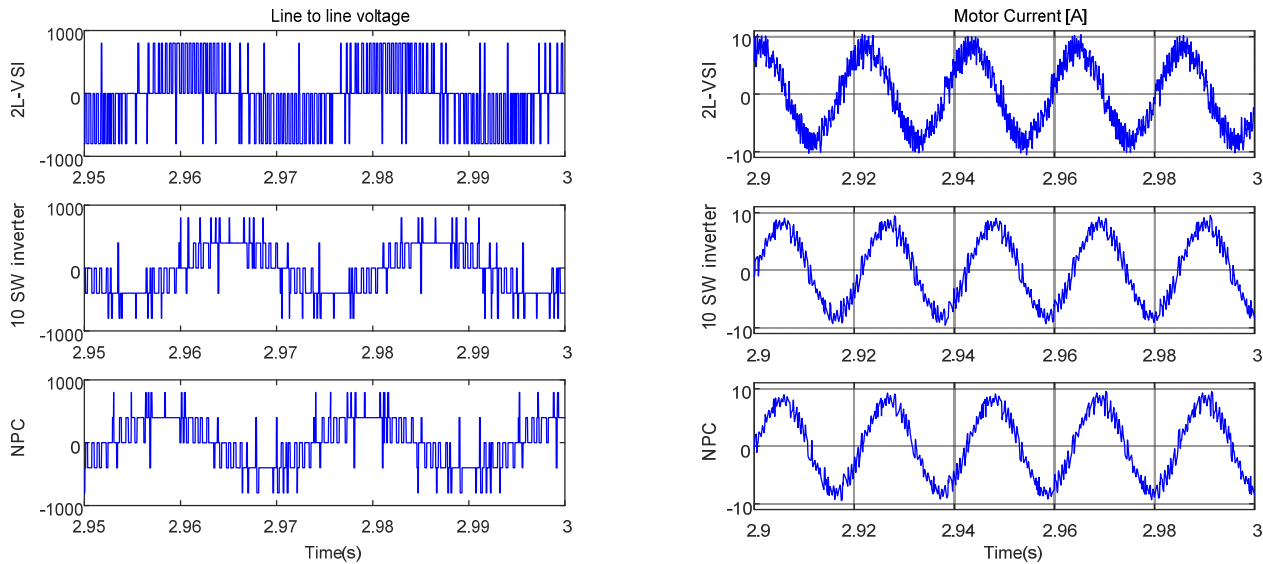 Line to line voltage
2L-VSI
1000
0
-1000
2.95 2.96 2.97 2.98 2.99 3
10 SW inverter
1000
0
-1000
2.95 2.96 2.97 2.98 2.99 3
NPC
1000
0
-1000
2.95 2.96 2.97 2.98 2.99 3
Time(s)
Motor Current [A]
2L-VSI
10
0
-10
2.9 2.92 2.94 2.96 2.98 3
10 SW inverter
10
0
-10
2.9 2.92 2.94 2.96 2.98 3
NPC
10
0
-10
2.9 2.92 2.94 2.96 2.98 3
Time(s)